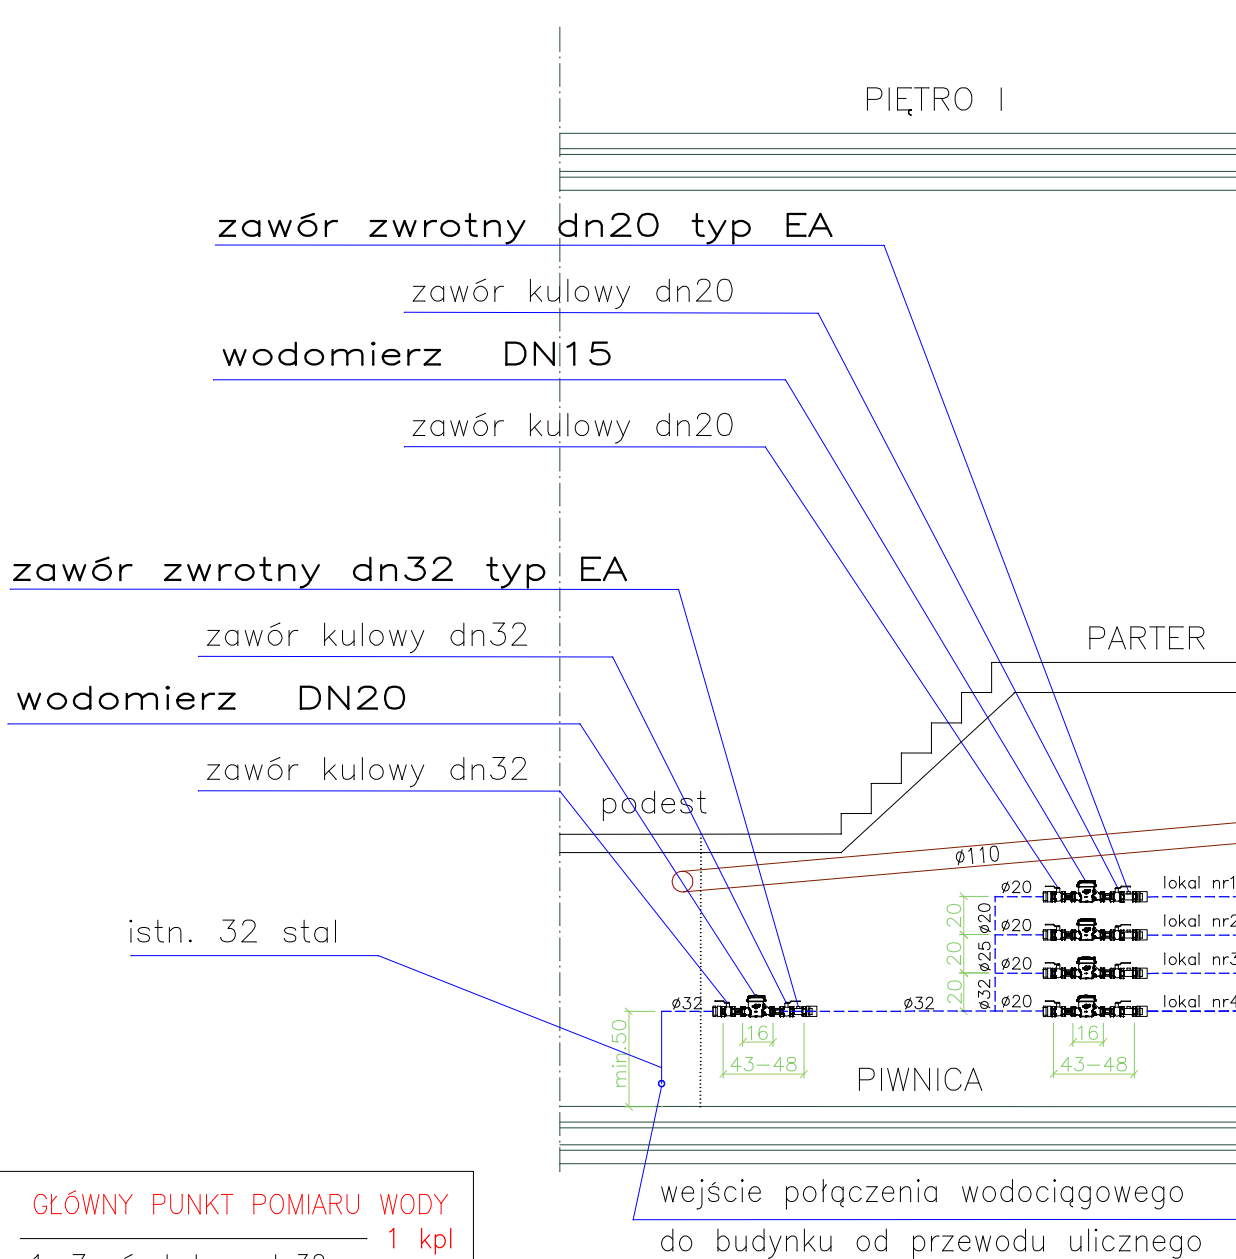 PIĘTRO I
zawór zwrotny dn20 typ EA
zawór kulowy dn20
wodomierz DN15
zawór kulowy dn20
zawór zwrotny dn32 typ EA
zawór kulowy dn32
PARTER
wodomierz DN20
zawór kulowy dn32
podest
ø110
ø20 lokal nr1
20 ø20
ø20 lokal nr2
20 ø25
ø20 lokal nr3
20 ø32
ø20 lokal nr4
istn. 32 stal
ø32
ø32
min.50
16
43-48
16
43-48
PIWNICA
wejście połączenia wodociągowego
do budynku od przewodu ulicznego
GŁÓWNY PUNKT POMIARU WODY
1 kpl